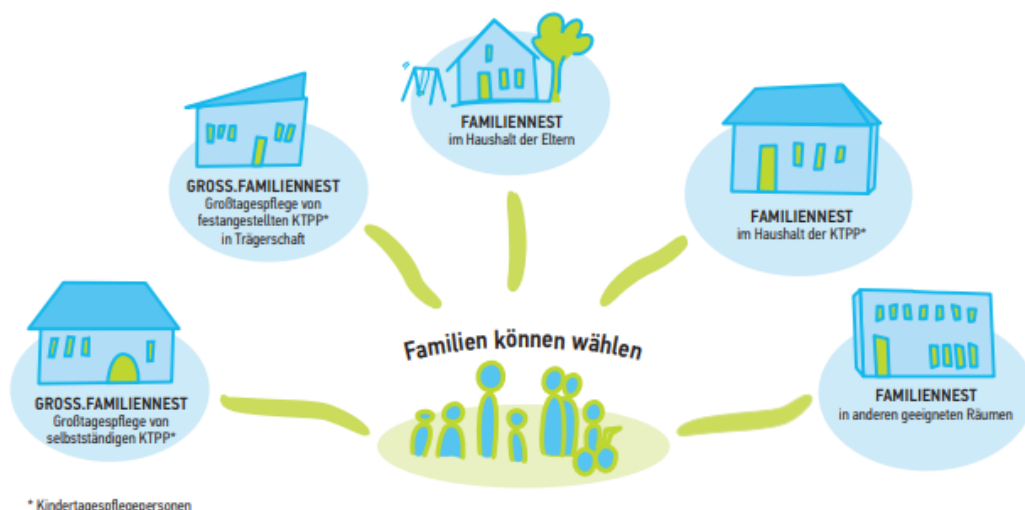 FAMILIENNEST
im Haushalt der Eltern
GROSS.FAMILIENNEST
Großtagespflege von
festangestellten KTPP*
in Trägerschaft
FAMILIENNEST
im Haushalt der KTPP*
GROSS.FAMILIENNEST
Großtagespflege von
selbstständigen KTPP*
Familien können wählen
FAMILIENNEST
in anderen geeigneten Räumen
* Kindertagespflegepersonen